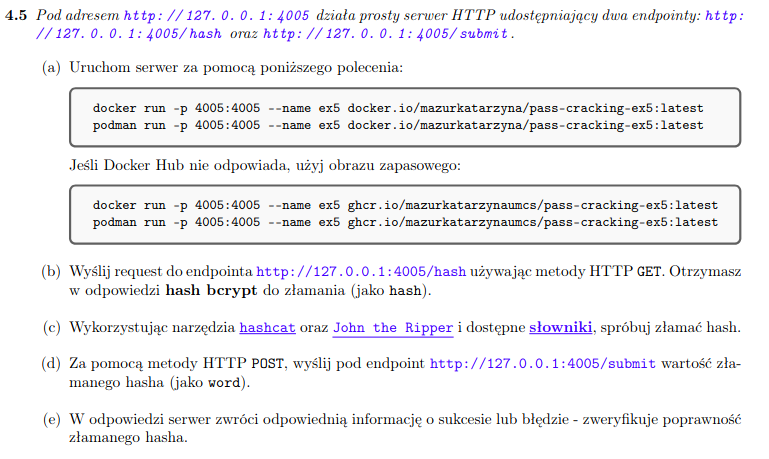 4.5 Pod adresem http://127.0.0.1:4005 działa prosty serwer HTTP udostępniający dwa endpointy: http:
//127.0.0.1:4005/hash oraz http://127.0.0.1:4005/submit.
(a) Uruchom serwer za pomocą poniższego polecenia:
docker run -p 4005:4005 --name ex5 docker.io/mazurkatarzyna/pass-cracking-ex5:latest
podman run -p 4005:4005 --name ex5 docker.io/mazurkatarzyna/pass-cracking-ex5:latest
Jeśli Docker Hub nie odpowiada, użyj obrazu zapasowego:
docker run -p 4005:4005 --name ex5 ghcr.io/mazurkatarzynaumcs/pass-cracking-ex5:latest
podman run -p 4005:4005 --name ex5 ghcr.io/mazurkatarzynaumcs/pass-cracking-ex5:latest
(b) Wyślij request do endpointa http://127.0.0.1:4005/hash używając metody HTTP GET. Otrzymasz
w odpowiedzi hash bcrypt do złamania (jako hash).
(c) Wykorzystując narzędzia hashcat oraz John the Ripper i dostępne słowniki, spróbuj złamać hash.
(d) Za pomocą metody HTTP POST, wyślij pod endpoint http://127.0.0.1:4005/submit wartość zła-
manego hasha (jako word).
(e) W odpowiedzi serwer zwróci odpowiednią informację o sukcesie lub błędzie - zweryfikuje poprawność
złamanego hasha.